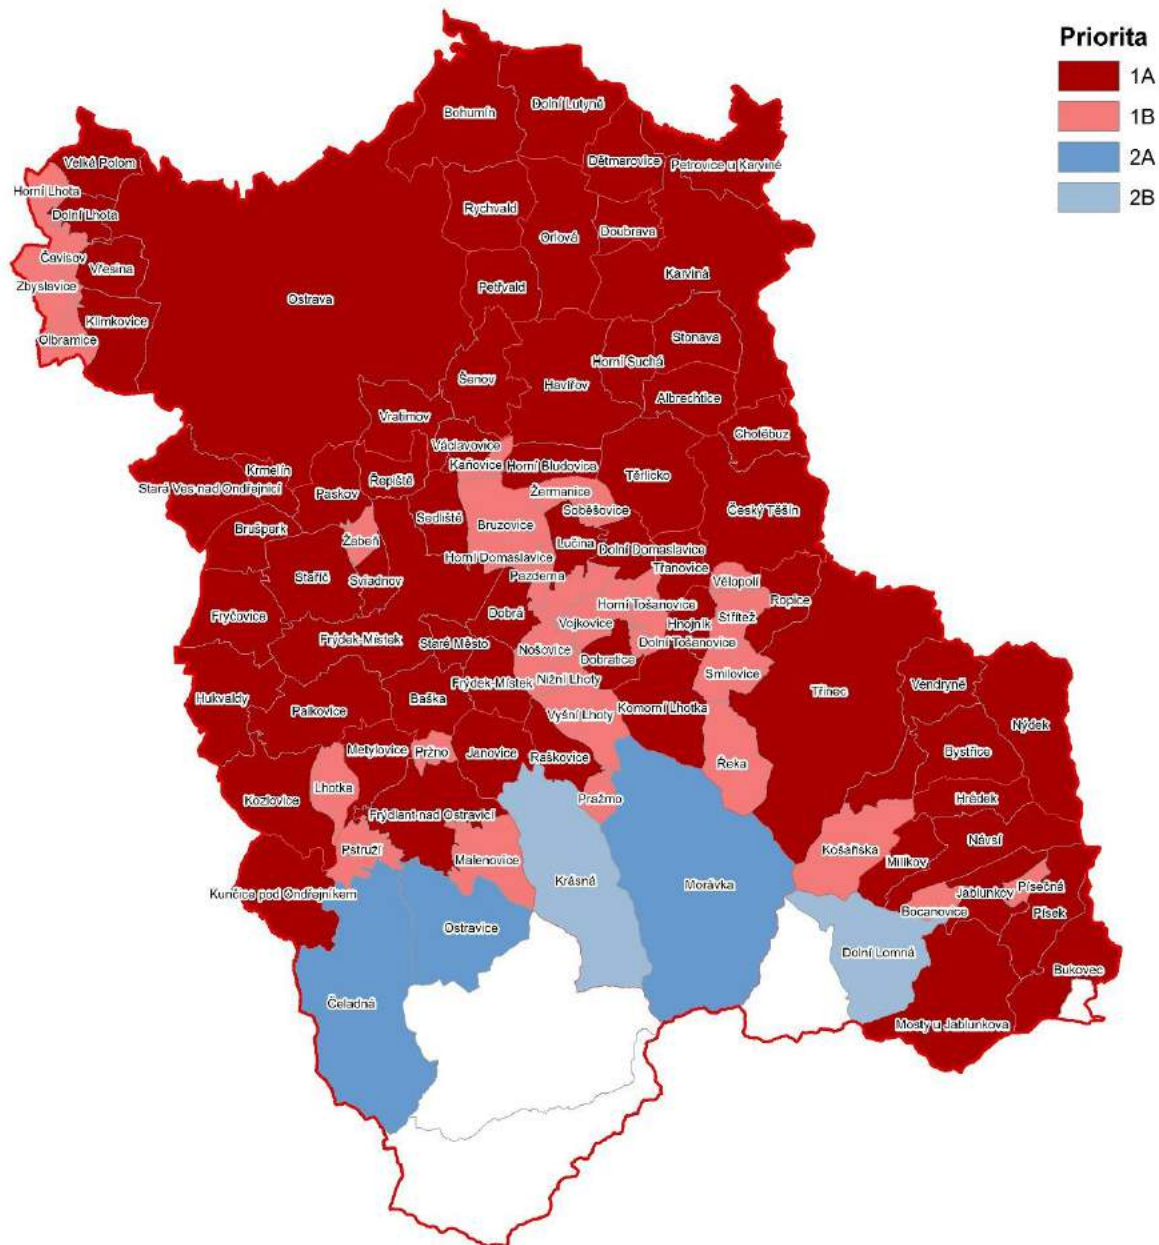 Priorita
1A
1B
2A
2B
Bohumín
Dolní Lutyně
Velká Polom
Dětmarovice
Petrovice u Karviné
Horní Lhota
Dolní Lhota
Rychvald
Orlová
Doubrava
Čavisov
Vřesina
Karviná
Zbyslavice
Petřvald
Ostrava
Klimkovice
Olbramice
Stonava
Horní Suchá
Šenov
Havířov
Albrechtice
Vratimov
Chotěbuz
Václavovice
Kaňovice
Horní Bludovice
Krmelín
Řepiště
Těrlicko
Stará Ves nad Ondřejnicí
Paskov
Žermanice
Soběšovice
Český Těšín
Sedliště
Bruzovice
Brušperk
Žabeň
Lučina
Dolní Domaslavice
Horní Domaslavice
Třanovice
Staříč
Sviadnov
Pazderna
Vělopolí
Ropice
Fryčovice
Dobrá
Horní Tošanovice
Vojkovice
Hnojník
Střítež
Frýdek-Místek
Staré Město
Nošovice
Dolní Tošanovice
Dobratice
Smilovice
Hukvaldy
Palkovice
Baška
Frýdek-Místek
Nižní Lhoty
Třinec
Vendryně
Komorní Lhotka
Vyšní Lhoty
Nýdek
Metylovice
Pržno
Janovice
Raškovice
Řeka
Bystřice
Lhotka
Kozlovice
Pražmo
Hrádek
Frýdlant nad Ostravicí
Pstruží
Malenovice
Košařiska
Milíkov
Návsí
Kunčice pod Ondřejníkem
Krásná
Morávka
Jablunkov
Písečná
Bocanovice
Písek
Ostravice
Dolní Lomná
Bukovec
Čeladná
Mosty u Jablunkova